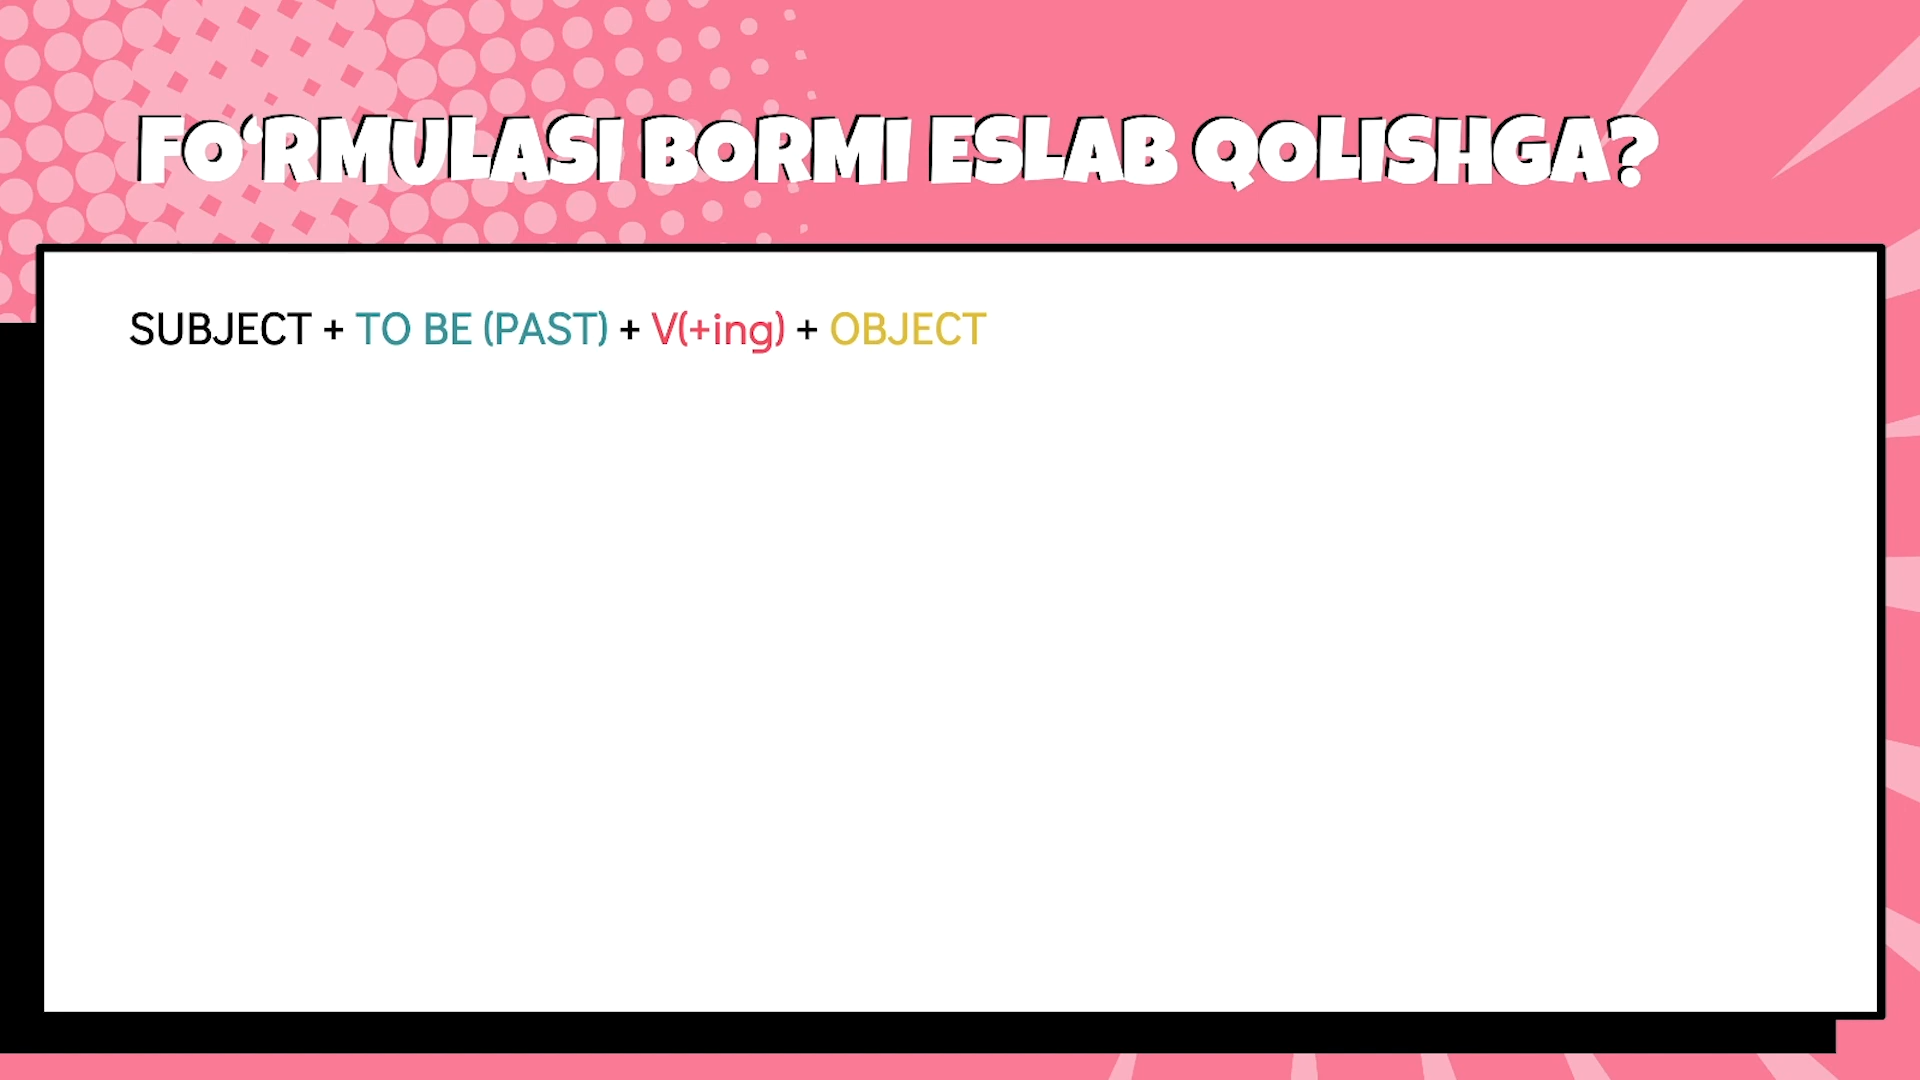 FO‘RMULASI BORMI ESLAB QOLISHGA?
SUBJECT + TO BE (PAST) + V(+ing) + OBJECT